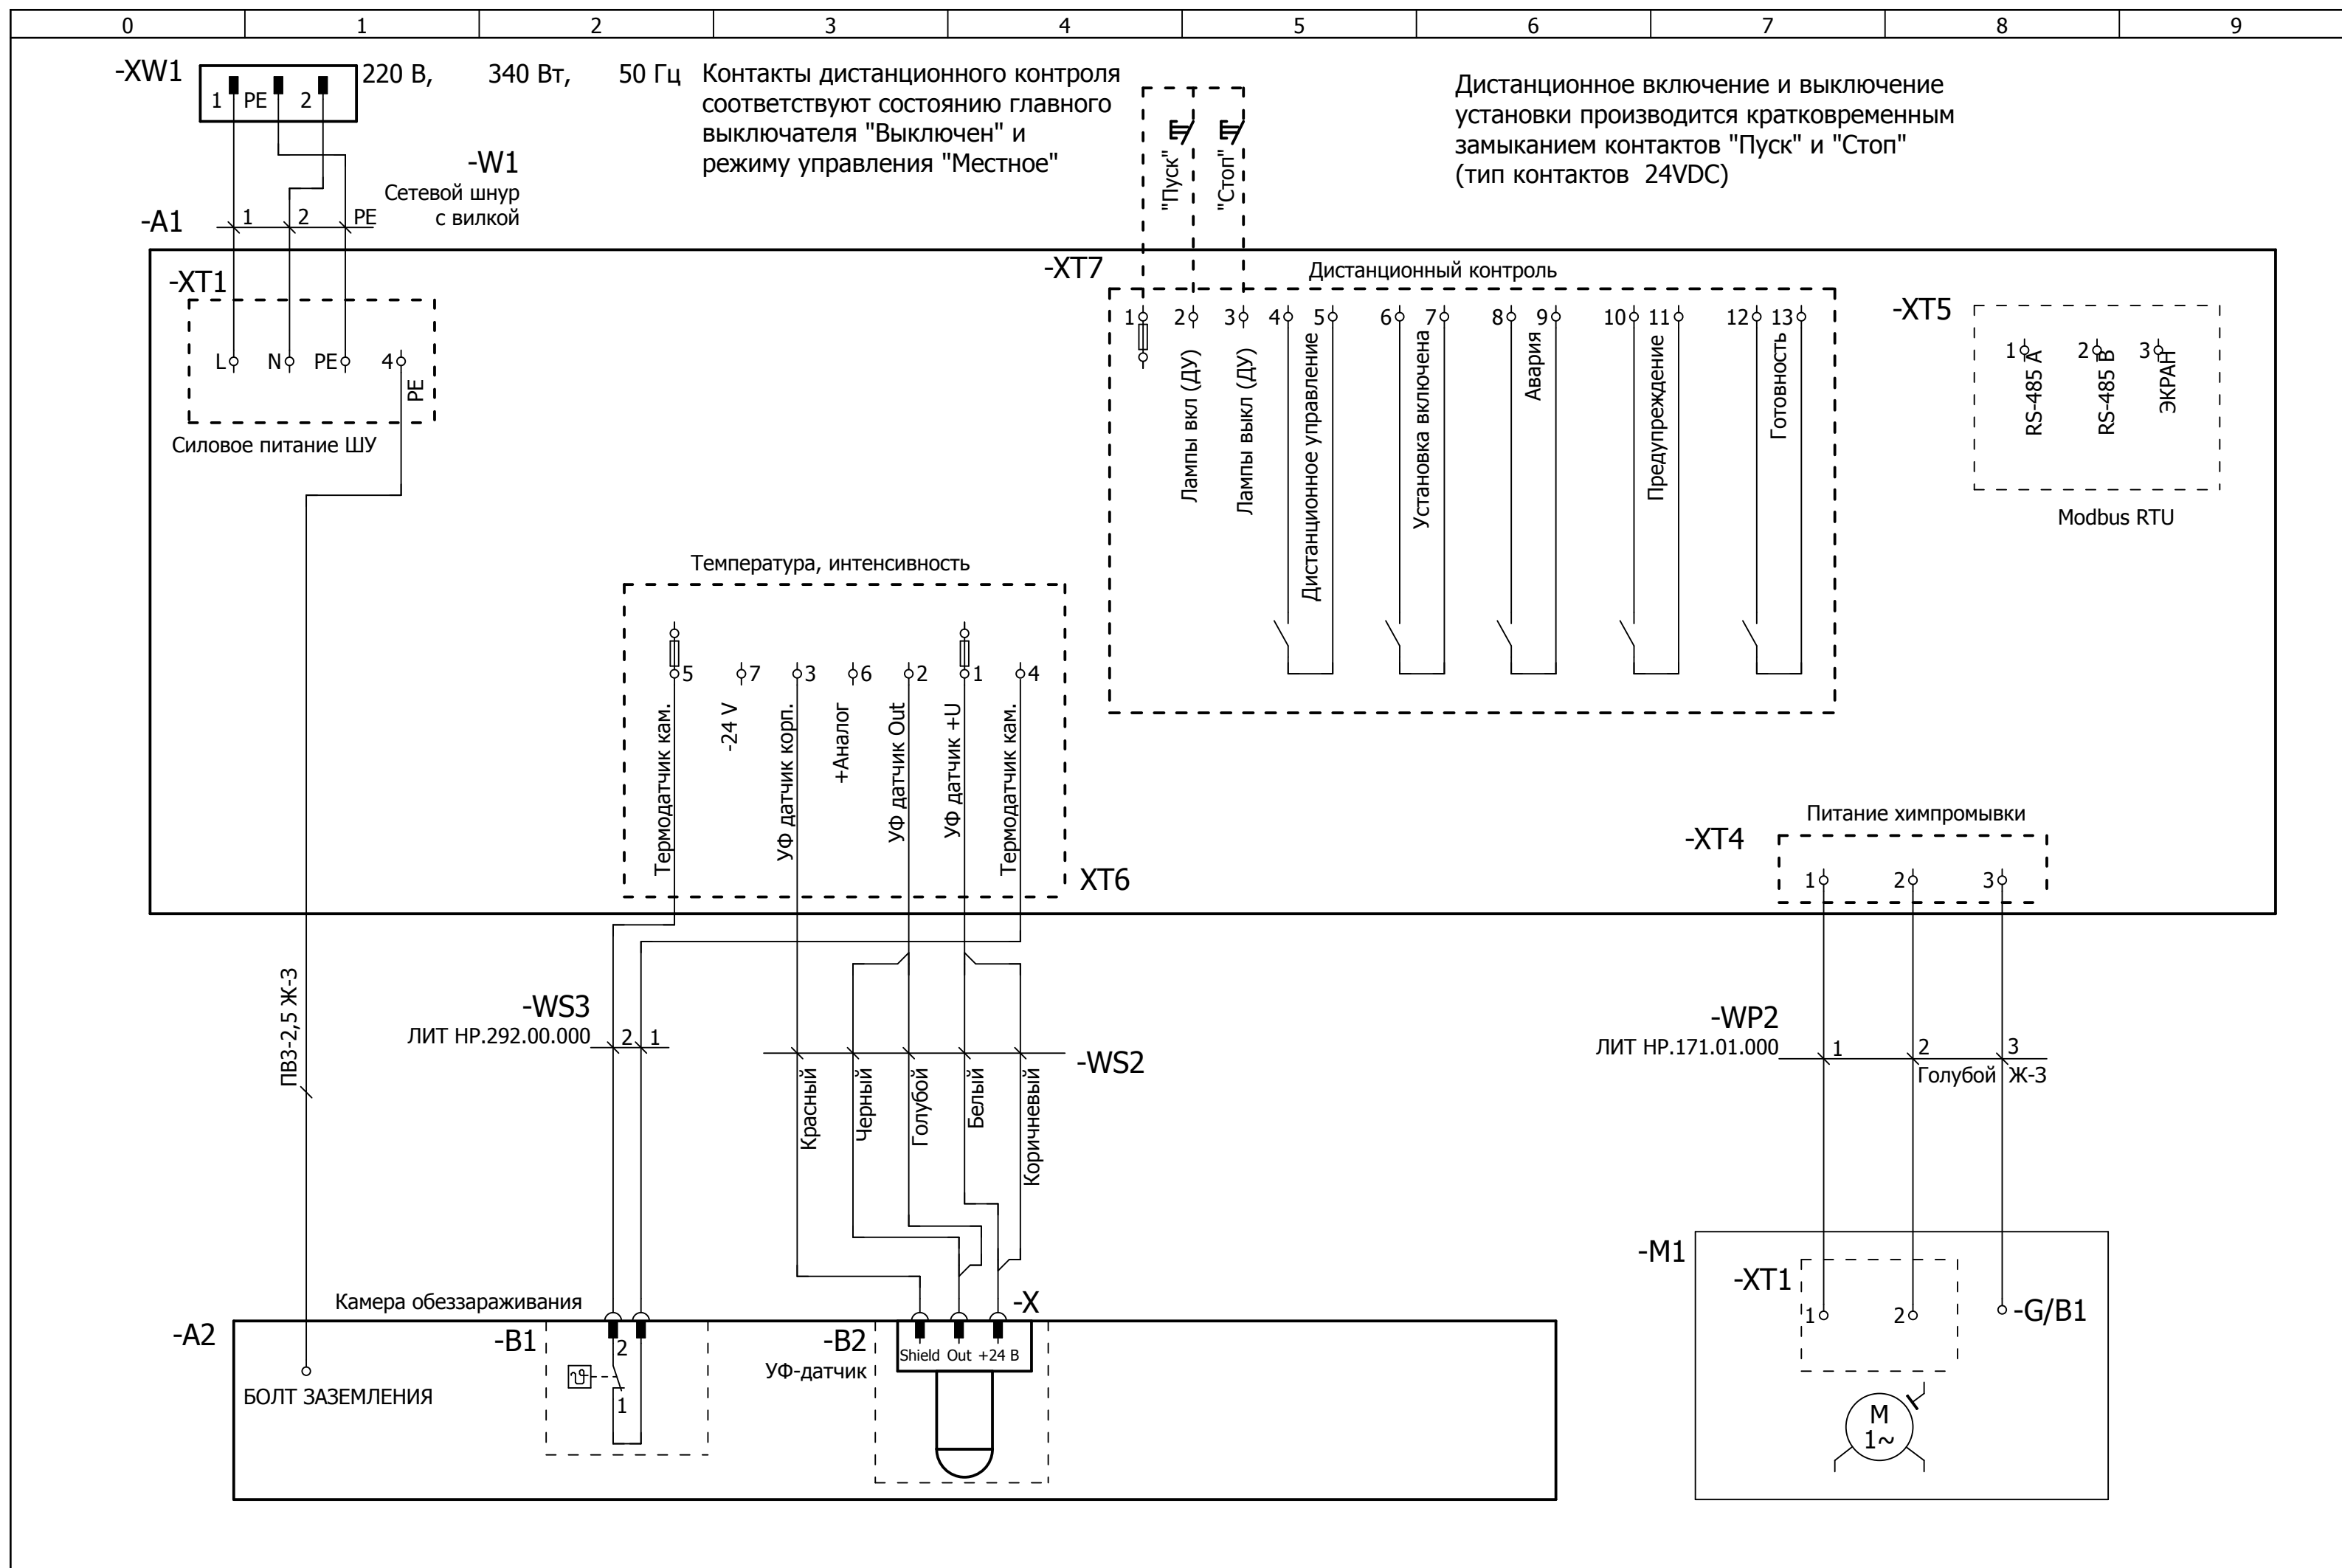 0 1 2 3 4 5 6 7 8 9
-XW1
1 PE 2
220 В, 340 Вт, 50 Гц
Контакты дистанционного контроля
соответствуют состоянию главного
выключателя "Выключен" и
режиму управления "Местное"
"Пуск"
"Стоп"
Дистанционное включение и выключение
установки производится кратковременным
замыканием контактов "Пуск" и "Стоп"
(тип контактов 24VDC)
-W1
Сетевой шнур
с вилкой
-A1
1 2 PE
-XT1
L N PE 4
PE
Силовое питание ШУ
-XT7
Дистанционный контроль
1 2 3 4 5 6 7 8 9 10 11 12 13
Лампы вкл (ДУ)
Лампы выкл (ДУ)
Дистанционное управление
Установка включена
Авария
Предупреждение
Готовность
-XT5
1 2 3
RS-485 A
RS-485 B
ЭКРАН
Modbus RTU
Температура, интенсивность
5 7 3 6 2 1 4
Термодатчик кам.
-24 V
УФ датчик корп.
+Аналог
УФ датчик Out
УФ датчик +U
Термодатчик кам.
XT6
Питание химпромывки
-XT4
1 2 3
ПВ3-2,5 Ж-З
-WS3
ЛИТ НР.292.00.000
2 1
-WS2
Красный
Черный
Голубой
Белый
Коричневый
-WP2
ЛИТ НР.171.01.000
1 2 3
Голубой Ж-З
Камера обеззараживания
-A2
БОЛТ ЗАЗЕМЛЕНИЯ
-B1
2
ϑ
1
-B2
УФ-датчик
-X
Shield Out +24 В
-M1
-XT1
1 2
-G/B1
M
1~